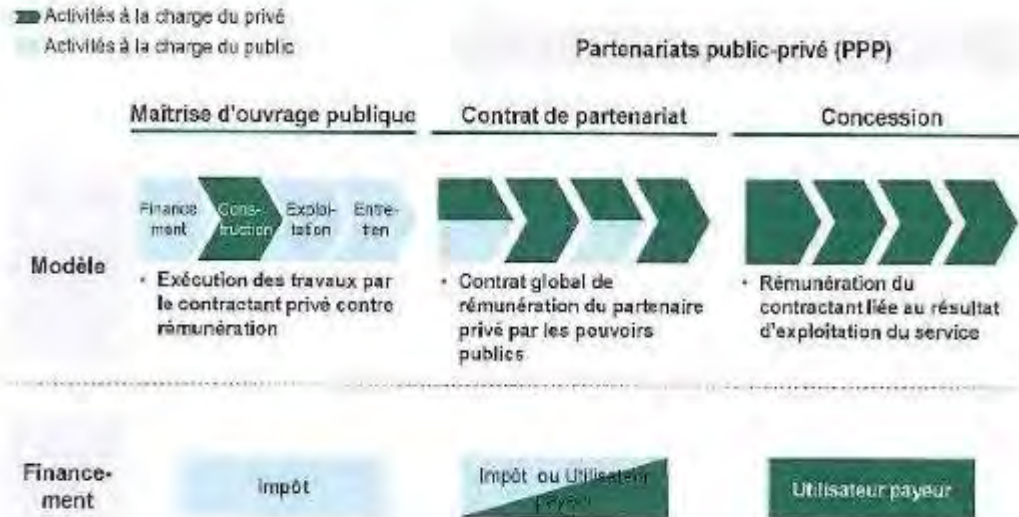 Activités à la charge du privé
Activités à la charge du public
Partenariats public-privé (PPP)
Maîtrise d'ouvrage publique
Contrat de partenariat
Concession
Modèle
Finance-
ment
Cons-
truction
Exploi-
tation
Entre-
tien
• Exécution des travaux par
le contractant privé contre
rémunération
• Contrat global de
rémunération du partenaire
privé par les pouvoirs
publics
• Rémunération du
contractant liée au résultat
d'exploitation du service
Finance-
ment
Impôt
Impôt ou Utilisateur
payeur
Utilisateur payeur